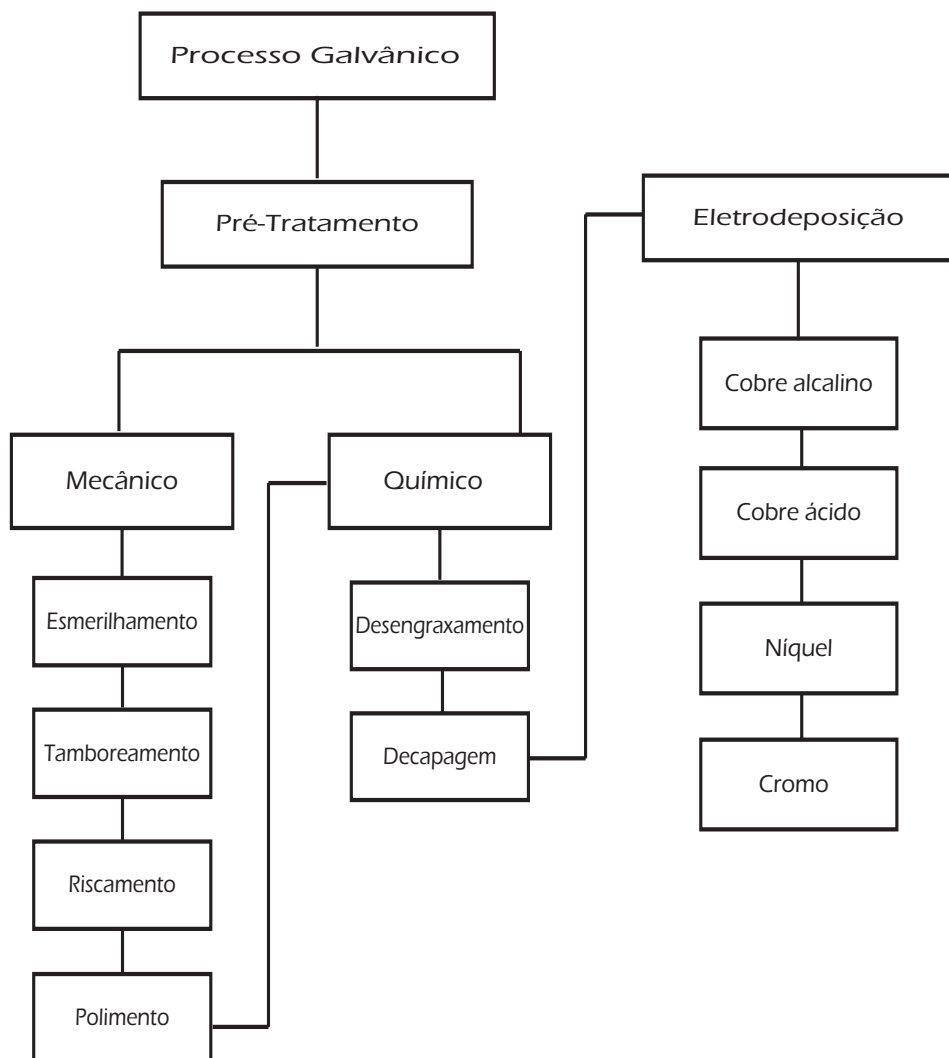 Processo Galvânico
Pré-Tratamento
Mecânico
Esmerilhamento
Tamboreamento
Riscamento
Polimento
Químico
Desengraxamento
Decapagem
Eletrodeposição
Cobre alcalino
Cobre ácido
Níquel
Cromo